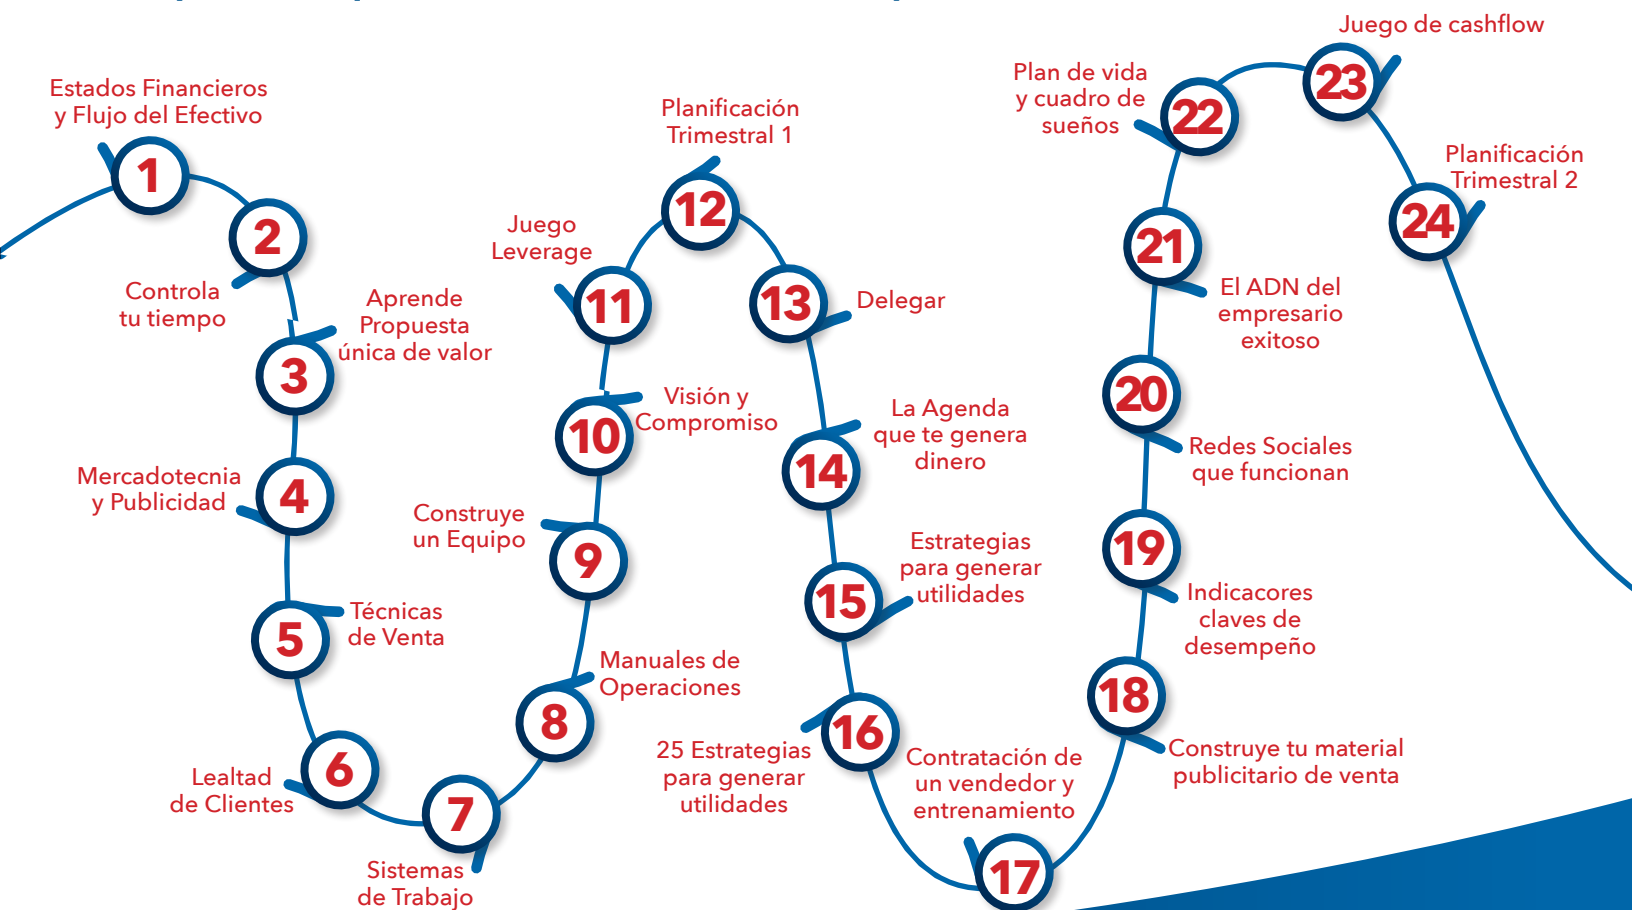 Estados Financieros
y Flujo del Efectivo
1
2
Controla
tu tiempo
Aprende
Propuesta
única de valor
3
Mercadotecnia
y Publicidad
4
5
Técnicas
de Venta
6
Lealtad
de Clientes
7
Sistemas
de Trabajo
8
Manuales de
Operaciones
Construye
un Equipo
9
10
Visión y
Compromiso
Juego
Leverage
11
Planificación
Trimestral 1
12
13
Delegar
La Agenda
que te genera
dinero
14
Estrategias
para generar
utilidades
15
16
25 Estrategias
para generar
utilidades
Contratación de
un vendedor y
entrenamiento
17
18
Construye tu material
publicitario de venta
19
Indicacores
claves de
desempeño
20
Redes Sociales
que funcionan
21
El ADN del
empresario
exitoso
Plan de vida
y cuadro de
sueños
22
Juego de cashflow
23
Planificación
Trimestral 2
24